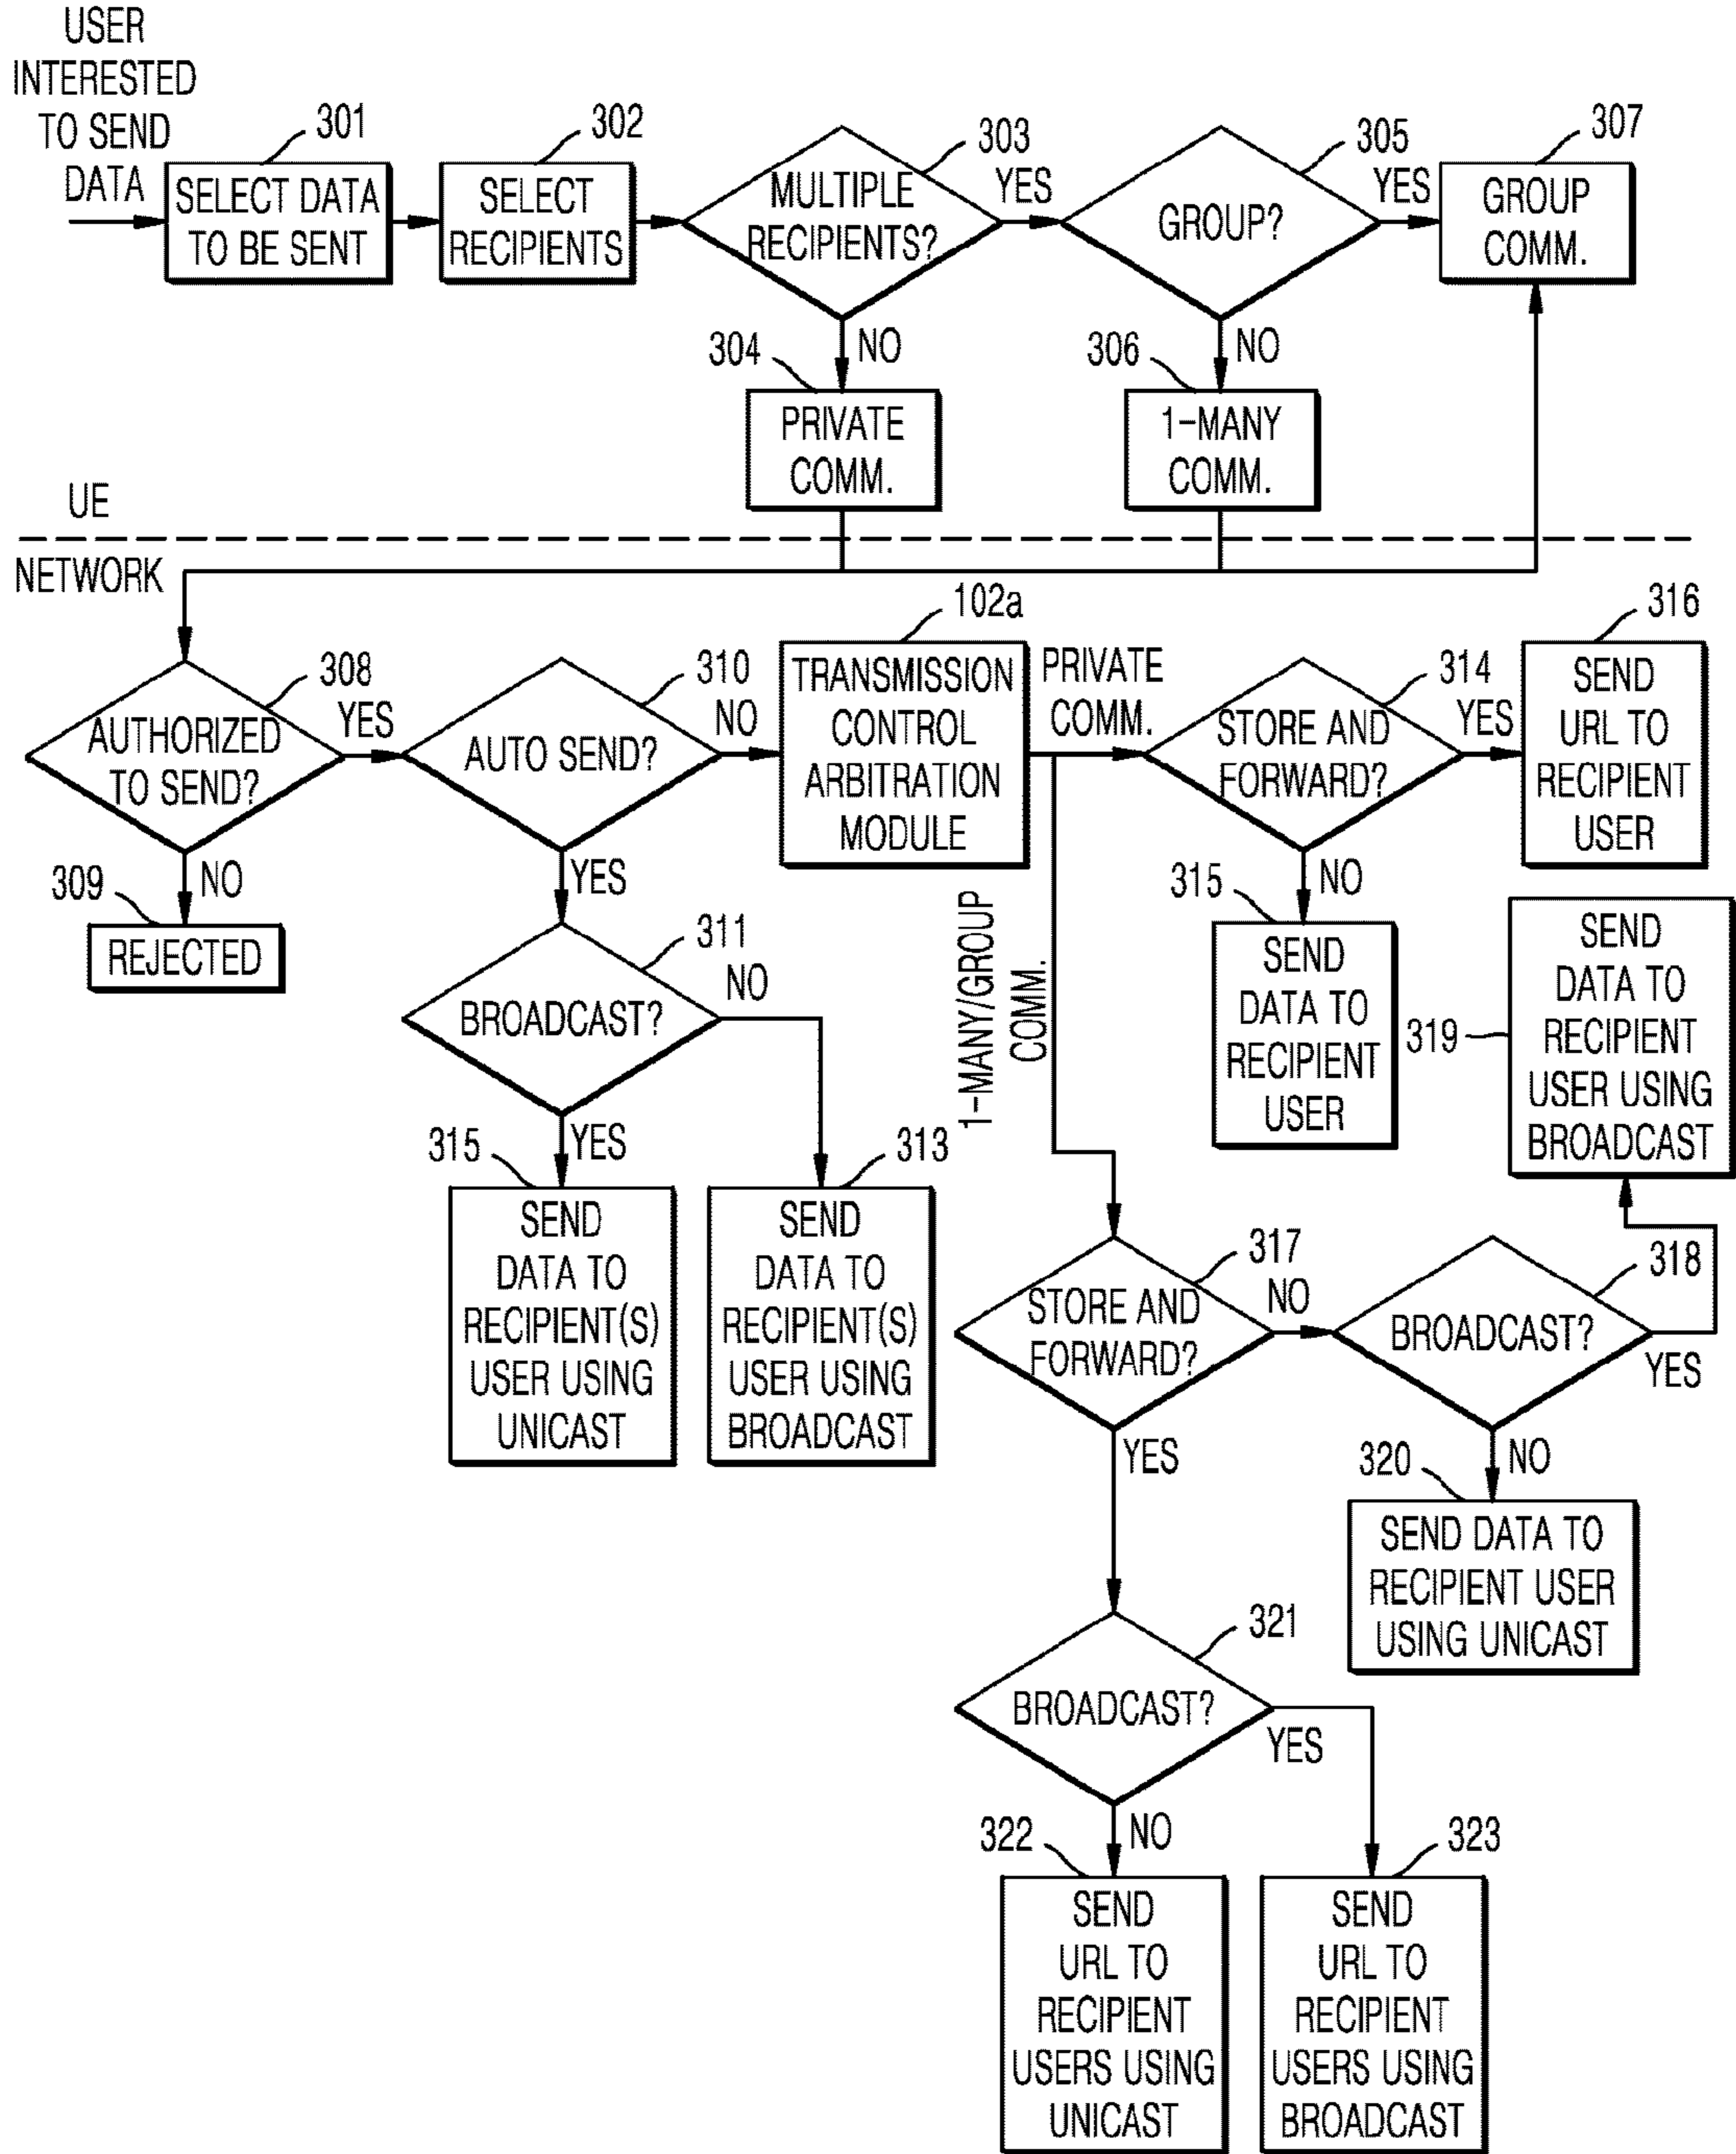 USER
INTERESTED
TO SEND
DATA
301
SELECT DATA
TO BE SENT
302
SELECT
RECIPIENTS
303
MULTIPLE
RECIPIENTS?
YES
305
GROUP?
YES
307
GROUP
COMM.
NO
304
PRIVATE
COMM.
NO
306
1-MANY
COMM.
UE
NETWORK
308
AUTHORIZED
TO SEND?
YES
NO
309
REJECTED
310
AUTO SEND?
NO
YES
102a
TRANSMISSION
CONTROL
ARBITRATION
MODULE
PRIVATE
COMM.
314
STORE AND
FORWARD?
YES
316
SEND
URL TO
RECIPIENT
USER
NO
315
SEND
DATA TO
RECIPIENT
USER
311
BROADCAST?
NO
YES
315
SEND
DATA TO
RECIPIENT(S)
USER USING
UNICAST
313
SEND
DATA TO
RECIPIENT(S)
USER USING
BROADCAST
1-MANY/GROUP
COMM.
317
STORE AND
FORWARD?
NO
YES
318
BROADCAST?
YES
319
SEND
DATA TO
RECIPIENT
USER USING
BROADCAST
NO
320
SEND DATA TO
RECIPIENT USER
USING UNICAST
321
BROADCAST?
YES
NO
322
SEND
URL TO
RECIPIENT
USERS USING
UNICAST
323
SEND
URL TO
RECIPIENT
USERS USING
BROADCAST